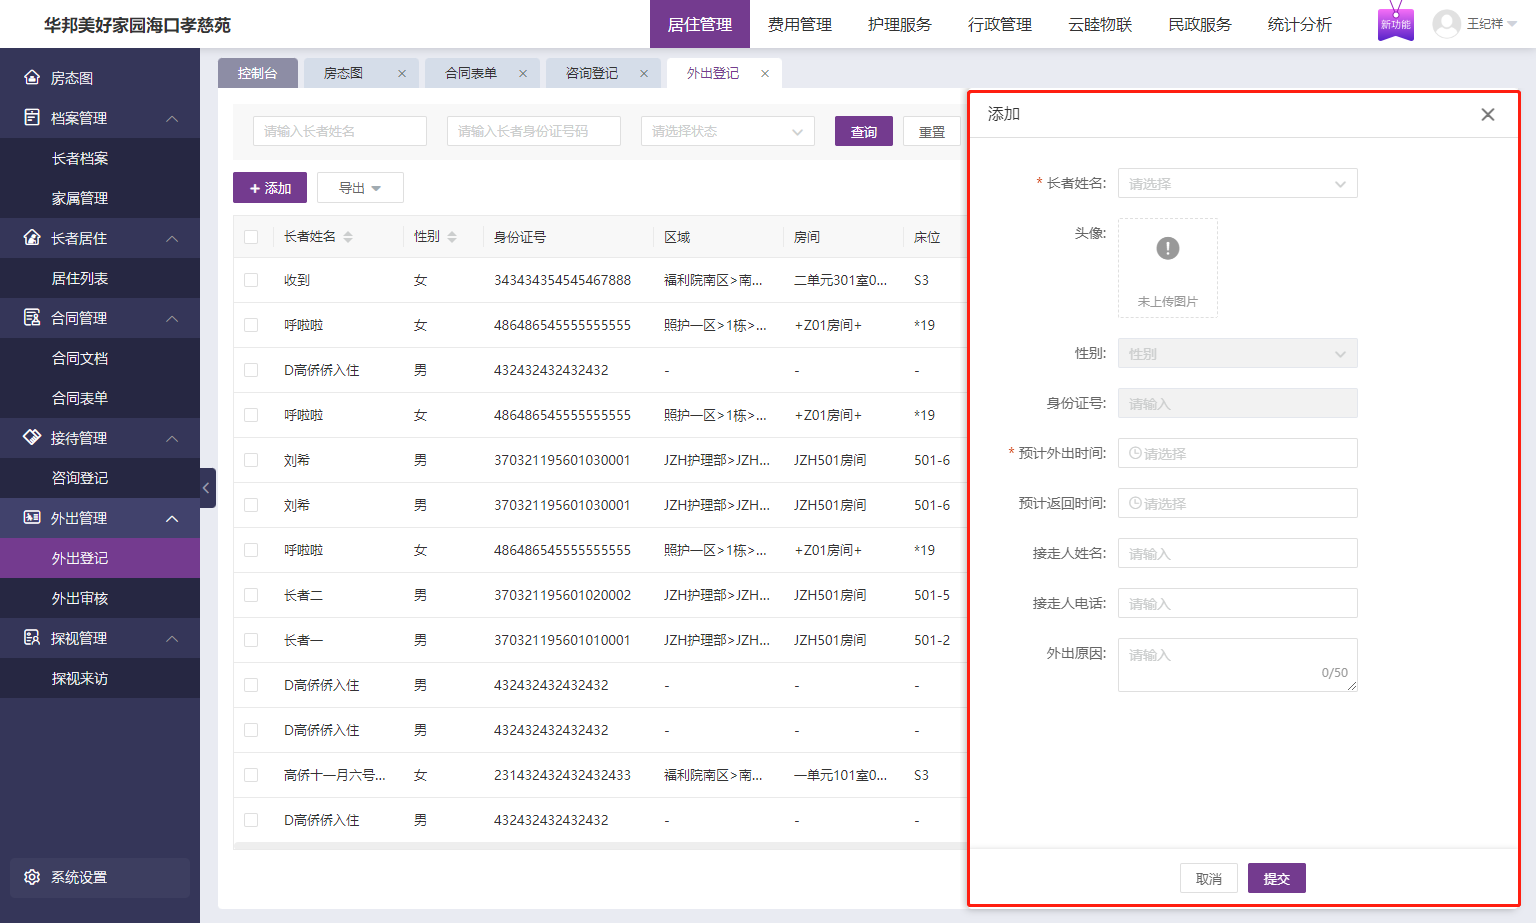 华邦美好家园海口孝慈苑
居住管理 费用管理 护理服务 行政管理 云睦物联 民政服务 统计分析 新功能 王纪祥
房态图
档案管理
长者档案
家属管理
长者居住
居住列表
合同管理
合同文档
合同表单
接待管理
咨询登记
外出管理
外出登记
外出审核
探视管理
探视来访
系统设置
控制台 房态图 × 合同表单 × 咨询登记 × 外出登记 ×
请输入长者姓名 请输入长者身份证号码 请选择状态 查询 重置
+ 添加 导出
长者姓名 性别 身份证号 区域 房间 床位
收到 女 343434354545467888 福利院南区>南... 二单元301室0... S3
呼啦啦 女 486486545555555555 照护一区>1栋>... +Z01房间+ *19
D高侨侨入住 男 432432432432432 - - -
呼啦啦 女 486486545555555555 照护一区>1栋>... +Z01房间+ *19
刘希 男 370321195601030001 JZH护理部>JZH... JZH501房间 501-6
刘希 男 370321195601030001 JZH护理部>JZH... JZH501房间 501-6
呼啦啦 女 486486545555555555 照护一区>1栋>... +Z01房间+ *19
长者二 男 370321195601020002 JZH护理部>JZH... JZH501房间 501-5
长者一 男 370321195601010001 JZH护理部>JZH... JZH501房间 501-2
D高侨侨入住 男 432432432432432 - - -
D高侨侨入住 男 432432432432432 - - -
高侨十一月六号... 女 231432432432432433 福利院南区>南... 一单元101室0... S3
D高侨侨入住 男 432432432432432 - - -
添加
* 长者姓名: 请选择
头像:
未上传图片
性别: 性别
身份证号: 请输入
* 预计外出时间: 请选择
预计返回时间: 请选择
接走人姓名: 请输入
接走人电话: 请输入
外出原因: 请输入
0/50
取消 提交